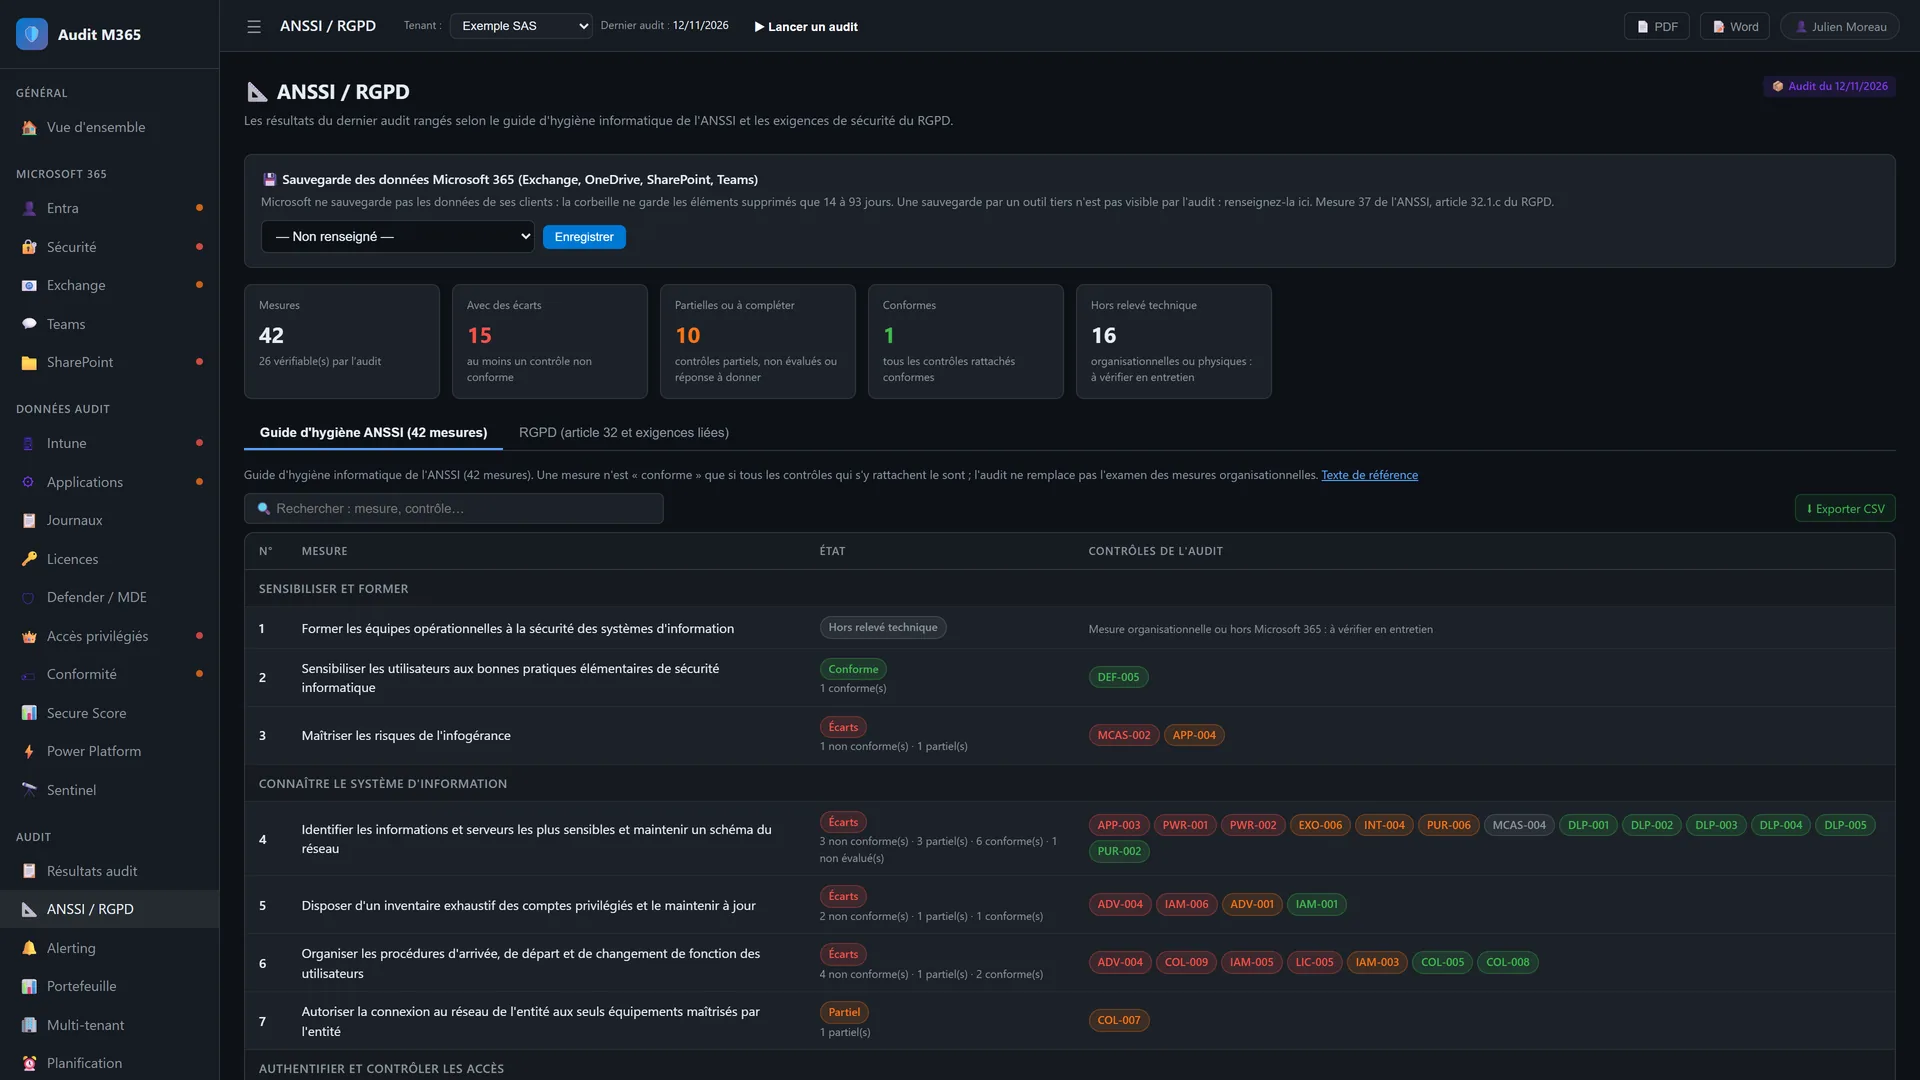 Audit M365
GÉNÉRAL
Vue d'ensemble
MICROSOFT 365
Entra
Sécurité
Exchange
Teams
SharePoint
DONNÉES AUDIT
Intune
Applications
Journaux
Licences
Defender / MDE
Accès privilégiés
Conformité
Secure Score
Power Platform
Sentinel
AUDIT
Résultats audit
ANSSI / RGPD
Alerting
Portefeuille
Multi-tenant
Planification
☰ ANSSI / RGPD Tenant : Exemple SAS Dernier audit : 12/11/2026 ▶ Lancer un audit PDF Word Julien Moreau
ANSSI / RGPD
Audit du 12/11/2026
Les résultats du dernier audit rangés selon le guide d'hygiène informatique de l'ANSSI et les exigences de sécurité du RGPD.
Sauvegarde des données Microsoft 365 (Exchange, OneDrive, SharePoint, Teams)
Microsoft ne sauvegarde pas les données de ses clients : la corbeille ne garde les éléments supprimés que 14 à 93 jours. Une sauvegarde par un outil tiers n'est pas visible par l'audit : renseignez-la ici. Mesure 37 de l'ANSSI, article 32.1.c du RGPD.
— Non renseigné — Enregistrer
Mesures
42
26 vérifiable(s) par l'audit
Avec des écarts
15
au moins un contrôle non
conforme
Partielles ou à compléter
10
contrôles partiels, non évalués ou
réponse à donner
Conformes
1
tous les contrôles rattachés
conformes
Hors relevé technique
16
organisationnelles ou physiques :
à vérifier en entretien
Guide d'hygiène ANSSI (42 mesures) RGPD (article 32 et exigences liées)
Guide d'hygiène informatique de l'ANSSI (42 mesures). Une mesure n'est « conforme » que si tous les contrôles qui s'y rattachent le sont ; l'audit ne remplace pas l'examen des mesures organisationnelles. Texte de référence
Rechercher : mesure, contrôle…
⬇ Exporter CSV
N° MESURE ÉTAT CONTRÔLES DE L'AUDIT
SENSIBILISER ET FORMER
1 Former les équipes opérationnelles à la sécurité des systèmes d'information Hors relevé technique Mesure organisationnelle ou hors Microsoft 365 : à vérifier en entretien
2 Sensibiliser les utilisateurs aux bonnes pratiques élémentaires de sécurité
informatique
Conforme
1 conforme(s)
DEF-005
3 Maîtriser les risques de l'infogérance
Écarts
1 non conforme(s) · 1 partiel(s)
MCAS-002 APP-004
CONNAÎTRE LE SYSTÈME D'INFORMATION
4 Identifier les informations et serveurs les plus sensibles et maintenir un schéma du
réseau
Écarts
3 non conforme(s) · 3 partiel(s) · 6 conforme(s) · 1
non évalué(s)
APP-003 PWR-001 PWR-002 EXO-006 INT-004 PUR-006 MCAS-004 DLP-001 DLP-002 DLP-003 DLP-004 DLP-005
PUR-002
5 Disposer d'un inventaire exhaustif des comptes privilégiés et le maintenir à jour
Écarts
2 non conforme(s) · 1 partiel(s) · 1 conforme(s)
ADV-004 IAM-006 ADV-001 IAM-001
6 Organiser les procédures d'arrivée, de départ et de changement de fonction des
utilisateurs
Écarts
4 non conforme(s) · 1 partiel(s) · 2 conforme(s)
ADV-004 COL-009 IAM-005 LIC-005 IAM-003 COL-005 COL-008
7 Autoriser la connexion au réseau de l'entité aux seuls équipements maîtrisés par
l'entité
Partiel
1 partiel(s)
COL-007
AUTHENTIFIER ET CONTRÔLER LES ACCÈS